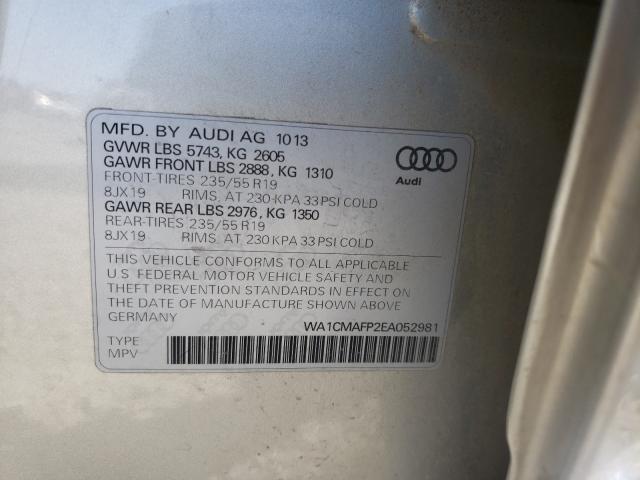 MFD. BY AUDI AG 10 13
GVWR LBS 5743, KG 2605
GAWR FRONT LBS 2888, KG 1310
FRONT-TIRES 235/55 R19
8JX19 RIMS, AT 230 KPA 33 PSI COLD
GAWR REAR LBS 2976, KG 1350
REAR-TIRES 235/55 R19
8JX19 RIMS, AT 230 KPA 33 PSI COLD
Audi
THIS VEHICLE CONFORMS TO ALL APPLICABLE
U S FEDERAL MOTOR VEHICLE SAFETY AND
THEFT PREVENTION STANDARDS IN EFFECT ON
THE DATE OF MANUFACTURE SHOWN ABOVE
GERMANY
WA1CMAFP2EA052981
TYPE
MPV